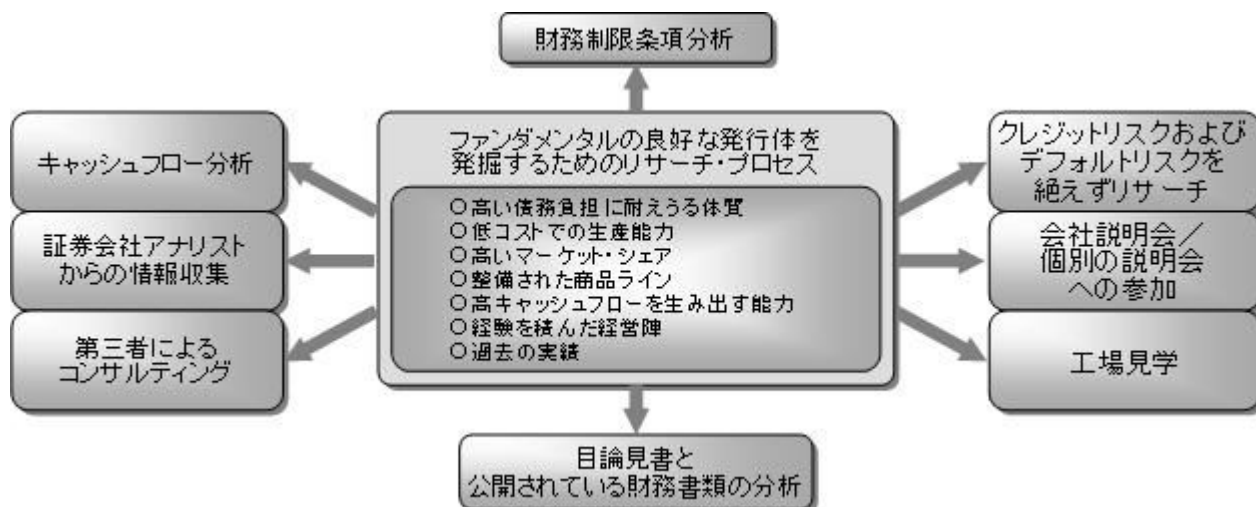 財務制限条項分析
キャッシュフロー分析
証券会社アナリスト
からの情報収集
第三者による
コンサルティング
ファンダメンタルの良好な発行体を
発掘するためのリサーチ・プロセス
○高い債務負担に耐えうる体質
○低コストでの生産能力
○高いマーケット・シェア
○整備された商品ライン
○高キャッシュフローを生み出す能力
○経験を積んだ経営陣
○過去の実績
クレジットリスクおよび
デフォルトリスクを
絶えずリサーチ
会社説明会／
個別の説明会
への参加
工場見学
目論見書と
公開されている財務書類の分析